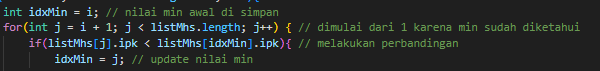 int idxMin = i; // nilai min awal di simpan
for(int j = i + 1; j < listMhs.length; j++) { // dimulai dari 1 karena min sudah diketahui
if(listMhs[j].ipk < listMhs[idxMin].ipk){ // melakukan perbandingan
idxMin = j; // update nilai min